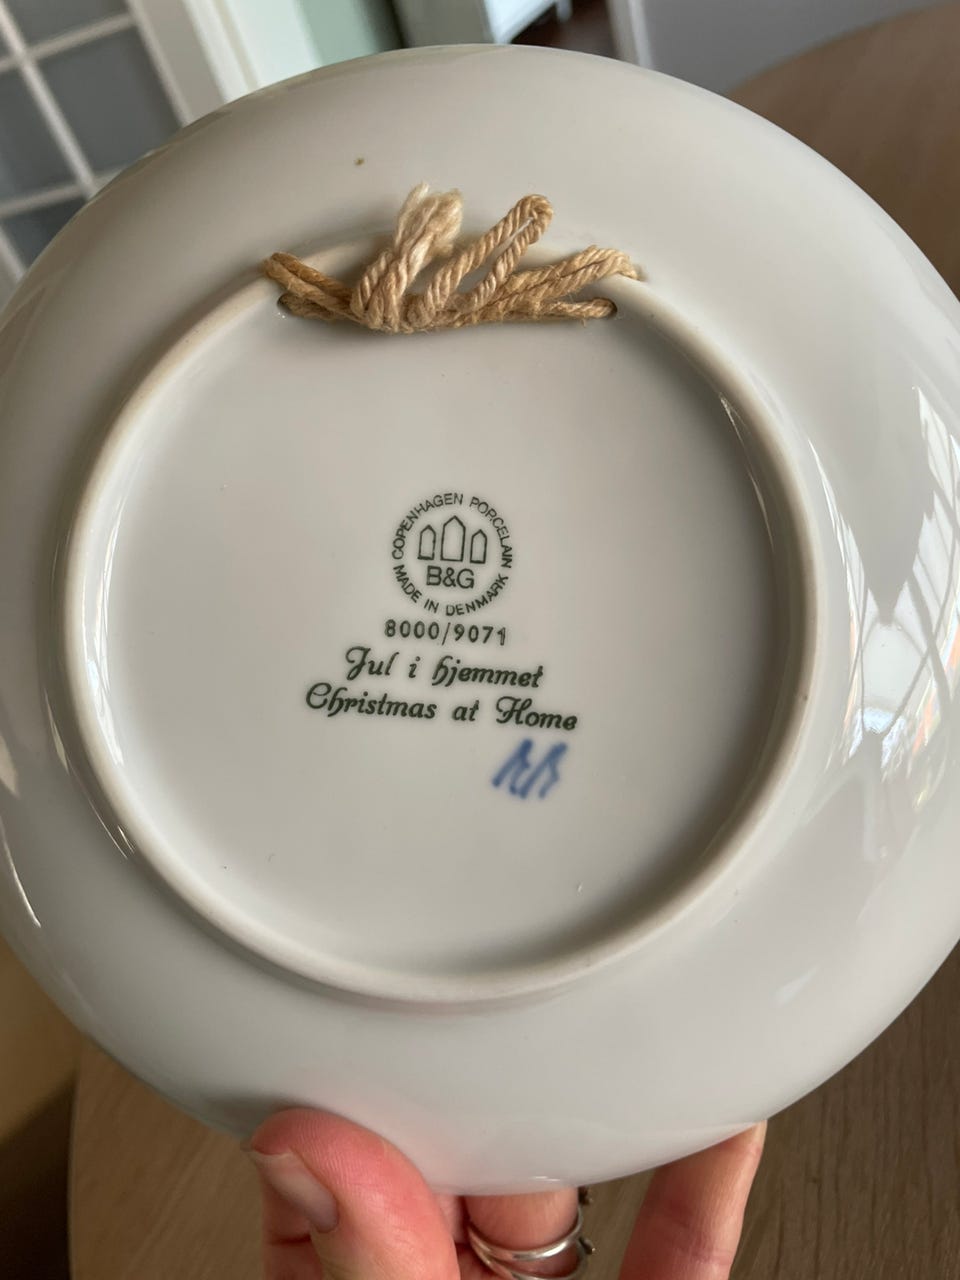 COPENHAGEN PORCELAIN
B&G
MADE IN DENMARK
8000/9071
Jul i hjemmet
Christmas at Home